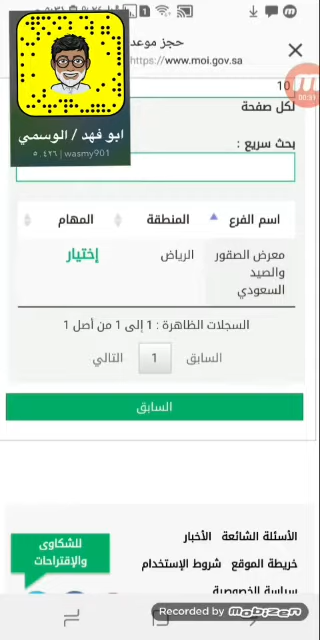 حجز موعد
https://www.moi.gov.sa
10
00:51
لكل صفحة
ابو فهد / الوسمي
wasmy901
بحث سريع :
اسم الفرع المنطقة المهام
معرض الصقور الرياض إختيار
والصيد
السعودي
السجلات الظاهرة : 1 إلى 1 من أصل 1
السابق 1 التالي
السابق
الأسئلة الشائعة الأخبار
خريطة الموقع شروط الإستخدام
سياسة الخصوصية
للشكاوى
والإقتراحات
Recorded by mobizen